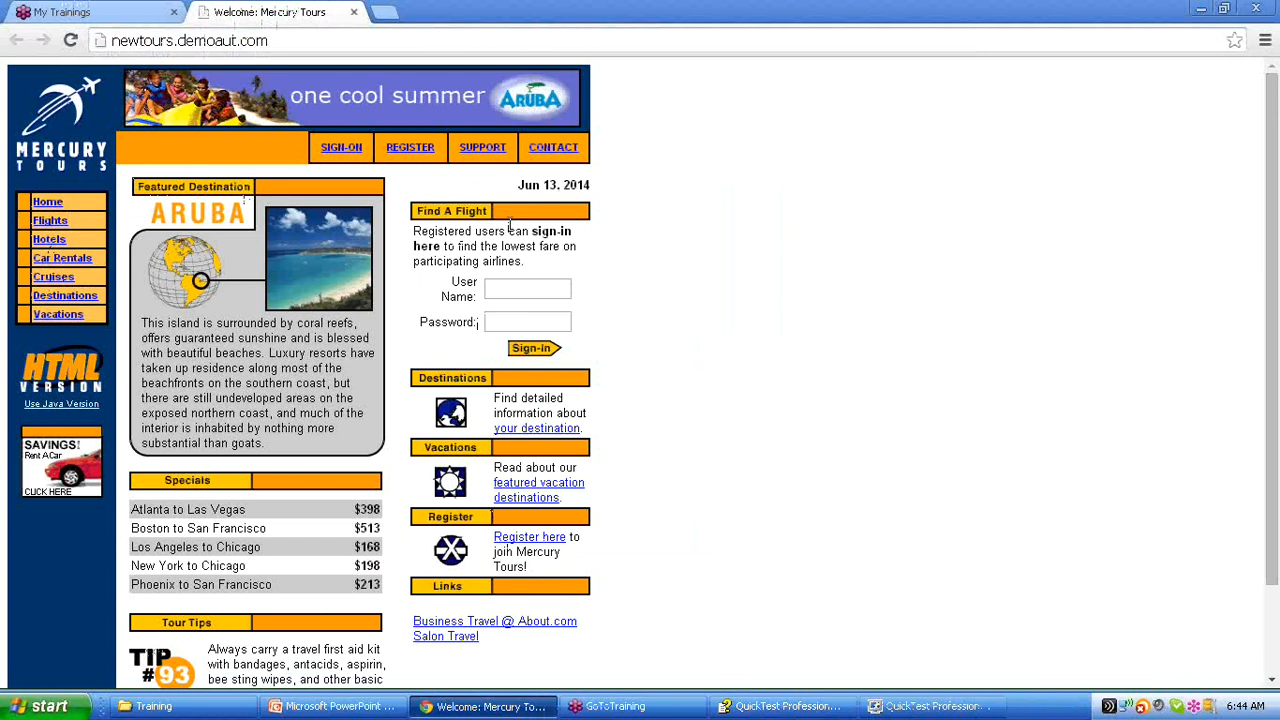 My Trainings
Welcome: Mercury Tours
newtours.demoaut.com
one cool summer ARUBA
MERCURY TOURS
SIGN-ON REGISTER SUPPORT CONTACT
Home
Flights
Hotels
Car Rentals
Cruises
Destinations
Vacations
HTML VERSION
Use Java Version
SAVINGS
Rent A Car
CLICK HERE
Featured Destination
ARUBA
This island is surrounded by coral reefs,
offers guaranteed sunshine and is blessed
with beautiful beaches. Luxury resorts have
taken up residence along most of the
beachfronts on the southern coast, but
there are still undeveloped areas on the
exposed northern coast, and much of the
interior is inhabited by nothing more
substantial than goats.
Specials
Atlanta to Las Vegas $398
Boston to San Francisco $513
Los Angeles to Chicago $168
New York to Chicago $198
Phoenix to San Francisco $213
Tour Tips
TIP #93
Always carry a travel first aid kit
with bandages, antacids, aspirin,
bee sting wipes, and other basic
Jun 13, 2014
Find A Flight
Registered users can sign-in
here to find the lowest fare on
participating airlines.
User
Name:
Password:
Sign-in
Destinations
Find detailed
information about
your destination.
Vacations
Read about our
featured vacation
destinations.
Register
Register here to
join Mercury
Tours!
Links
Business Travel @ About.com
Salon Travel
start
Training
Microsoft PowerPoint ...
Welcome: Mercury To...
GoToTraining
QuickTest Profession...
QuickTest Profession...
6:44 AM